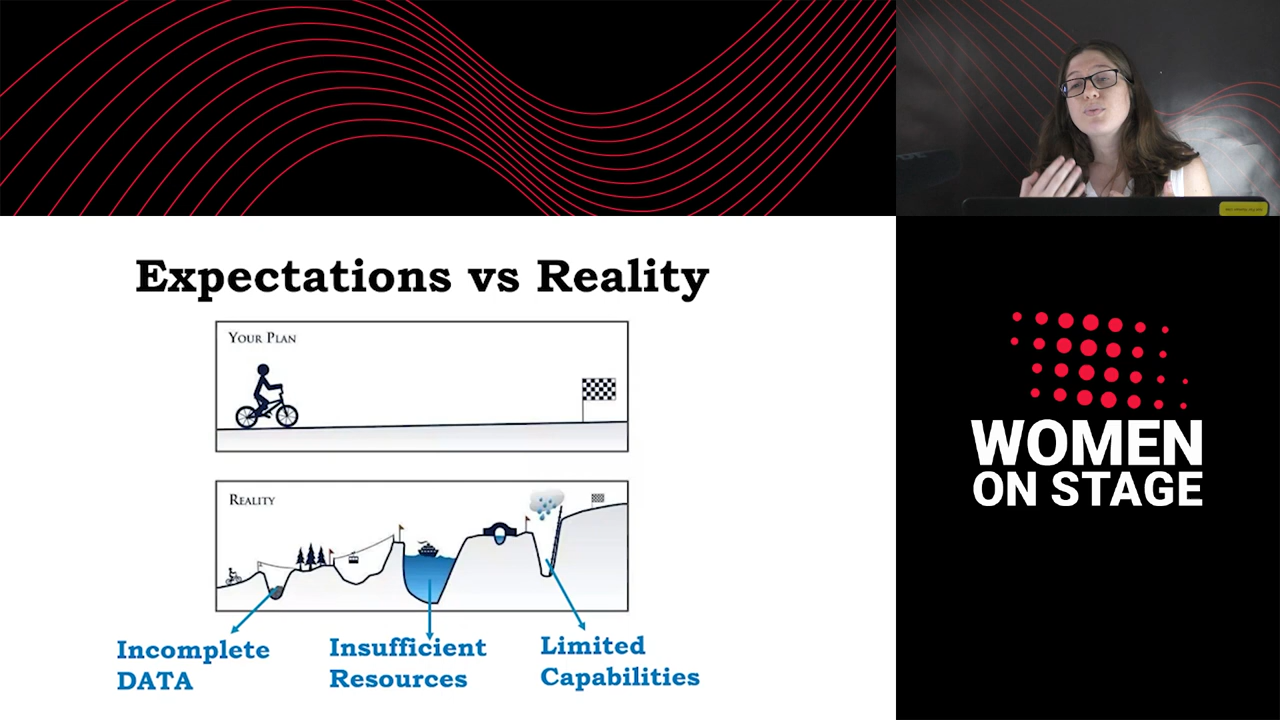 Expectations vs Reality
YOUR PLAN
REALITY
Incomplete
DATA
Insufficient
Resources
Limited
Capabilities
WOMEN
ON STAGE